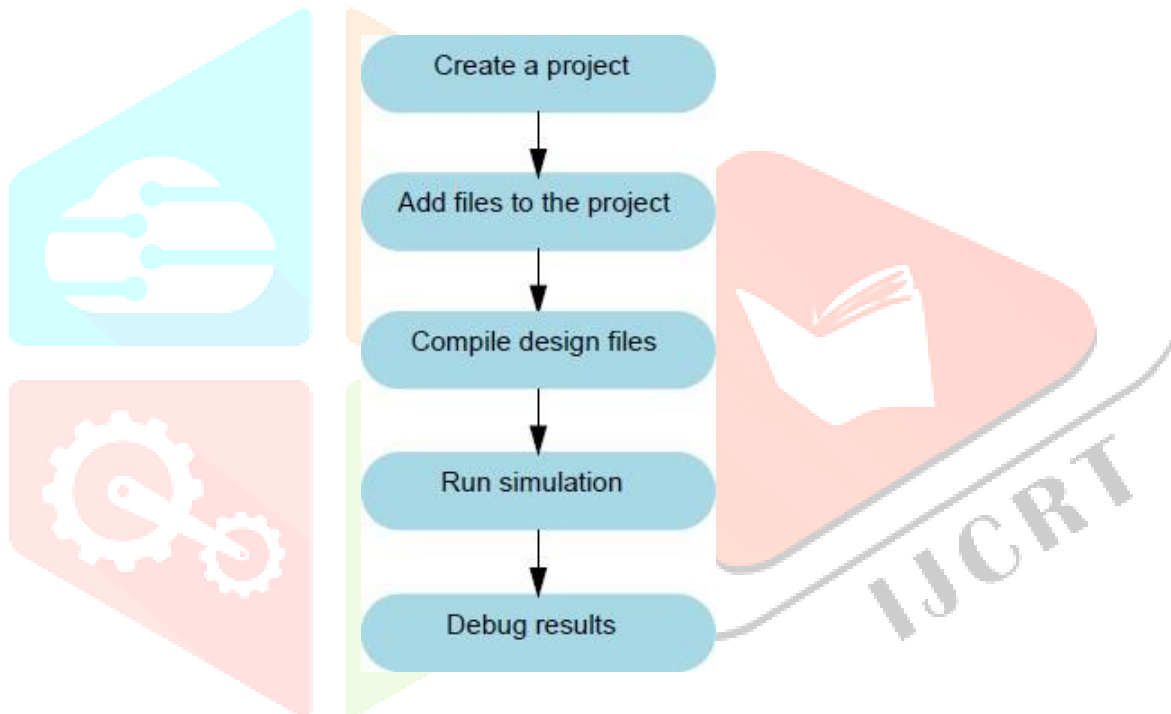 Create a project
Add files to the project
Compile design files
Run simulation
Debug results
IJCRT